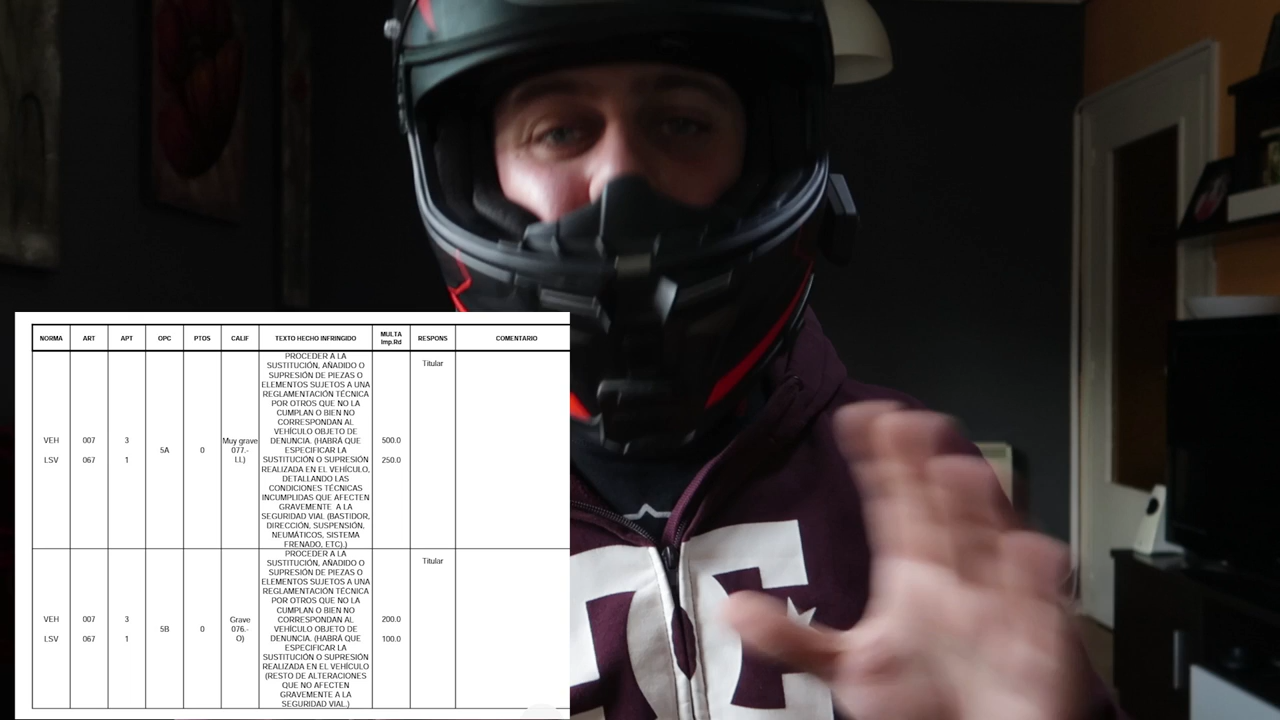 NORMA ART APT OPC PTOS CALIF TEXTO HECHO INFRINGIDO MULTA Imp.Rd RESPONS COMENTARIO
VEH 007 3
LSV 067 1
5A 0
Muy grave
077.-
LL)
PROCEDER A LA
SUSTITUCIÓN, AÑADIDO O
SUPRESIÓN DE PIEZAS O
ELEMENTOS SUJETOS A UNA
REGLAMENTACIÓN TÉCNICA
POR OTROS QUE NO LA
CUMPLAN O BIEN NO
CORRESPONDAN AL
VEHÍCULO OBJETO DE
DENUNCIA. (HABRÁ QUE
ESPECIFICAR LA
SUSTITUCIÓN O SUPRESIÓN
REALIZADA EN EL VEHÍCULO,
DETALLANDO LAS
CONDICIONES TÉCNICAS
INCUMPLIDAS QUE AFECTEN
GRAVEMENTE A LA
SEGURIDAD VIAL (BASTIDOR,
DIRECCIÓN, SUSPENSIÓN,
NEUMÁTICOS, SISTEMA
FRENADO, ETC).)
500.0
250.0
Titular
VEH 007 3
LSV 067 1
5B 0
Grave
076.-
O)
PROCEDER A LA
SUSTITUCIÓN, AÑADIDO O
SUPRESIÓN DE PIEZAS O
ELEMENTOS SUJETOS A UNA
REGLAMENTACIÓN TÉCNICA
POR OTROS QUE NO LA
CUMPLAN O BIEN NO
CORRESPONDAN AL
VEHÍCULO OBJETO DE
DENUNCIA. (HABRÁ QUE
ESPECIFICAR LA
SUSTITUCIÓN O SUPRESIÓN
REALIZADA EN EL VEHÍCULO
(RESTO DE ALTERACIONES
QUE NO AFECTEN
GRAVEMENTE A LA
SEGURIDAD VIAL.)
200.0
100.0
Titular